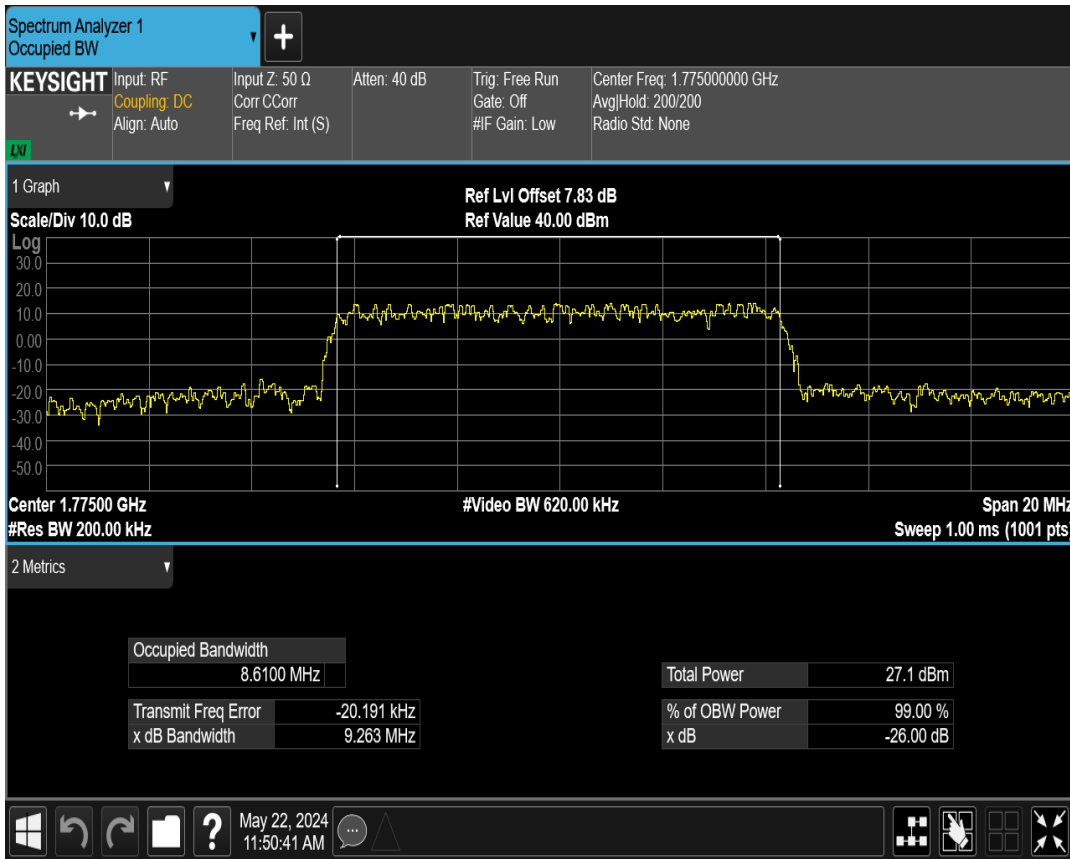 Spectrum Analyzer 1
Occupied BW
KEYSIGHT
LXI
Input: RF
Coupling: DC
Align: Auto
Input Z: 50 Ω
Corr CCorr
Freq Ref: Int (S)
Atten: 40 dB
Trig: Free Run
Gate: Off
#IF Gain: Low
Center Freq: 1.775000000 GHz
Avg|Hold: 200/200
Radio Std: None
1 Graph
Ref Lvl Offset 7.83 dB
Scale/Div 10.0 dB
Ref Value 40.00 dBm
Log
30.0
20.0
10.0
0.00
-10.0
-20.0
-30.0
-40.0
-50.0
Center 1.77500 GHz
#Video BW 620.00 kHz
Span 20 MHz
#Res BW 200.00 kHz
Sweep 1.00 ms (1001 pts)
2 Metrics
Occupied Bandwidth
8.6100 MHz
Total Power 27.1 dBm
Transmit Freq Error -20.191 kHz
% of OBW Power 99.00 %
x dB Bandwidth 9.263 MHz
x dB -26.00 dB
May 22, 2024
11:50:41 AM